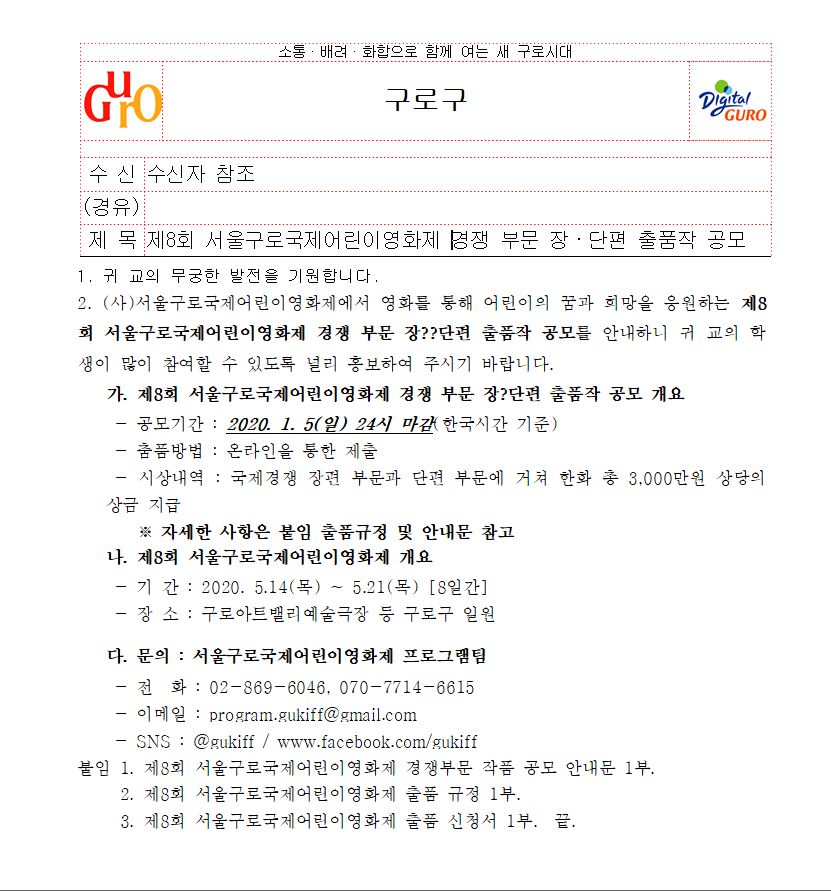 소통·배려·화합으로 함께 여는 새 구로시대
GurO
구로구
Digital
GURO
수 신 수신자 참조
(경유)
제 목 제8회 서울구로국제어린이영화제 경쟁 부문 장·단편 출품작 공모
1. 귀 교의 무궁한 발전을 기원합니다.
2. (사)서울구로국제어린이영화제에서 영화를 통해 어린이의 꿈과 희망을 응원하는 제8
회 서울구로국제어린이영화제 경쟁 부문 장??단편 출품작 공모를 안내하니 귀 교의 학
생이 많이 참여할 수 있도록 널리 홍보하여 주시기 바랍니다.
가. 제8회 서울구로국제어린이영화제 경쟁 부문 장?단편 출품작 공모 개요
- 공모기간 : 2020. 1. 5(일) 24시 마감(한국시간 기준)
- 출품방법 : 온라인을 통한 제출
- 시상내역 : 국제경쟁 장편 부문과 단편 부문에 거쳐 한화 총 3,000만원 상당의
상금 지급
※ 자세한 사항은 붙임 출품규정 및 안내문 참고
나. 제8회 서울구로국제어린이영화제 개요
- 기 간 : 2020. 5.14(목) ~ 5.21(목) [8일간]
- 장 소 : 구로아트밸리예술극장 등 구로구 일원
다. 문의 : 서울구로국제어린이영화제 프로그램팀
- 전 화 : 02-869-6046, 070-7714-6615
- 이메일 : program.gukiff@gmail.com
- SNS : @gukiff / www.facebook.com/gukiff
붙임 1. 제8회 서울구로국제어린이영화제 경쟁부문 작품 공모 안내문 1부.
2. 제8회 서울구로국제어린이영화제 출품 규정 1부.
3. 제8회 서울구로국제어린이영화제 출품 신청서 1부. 끝.